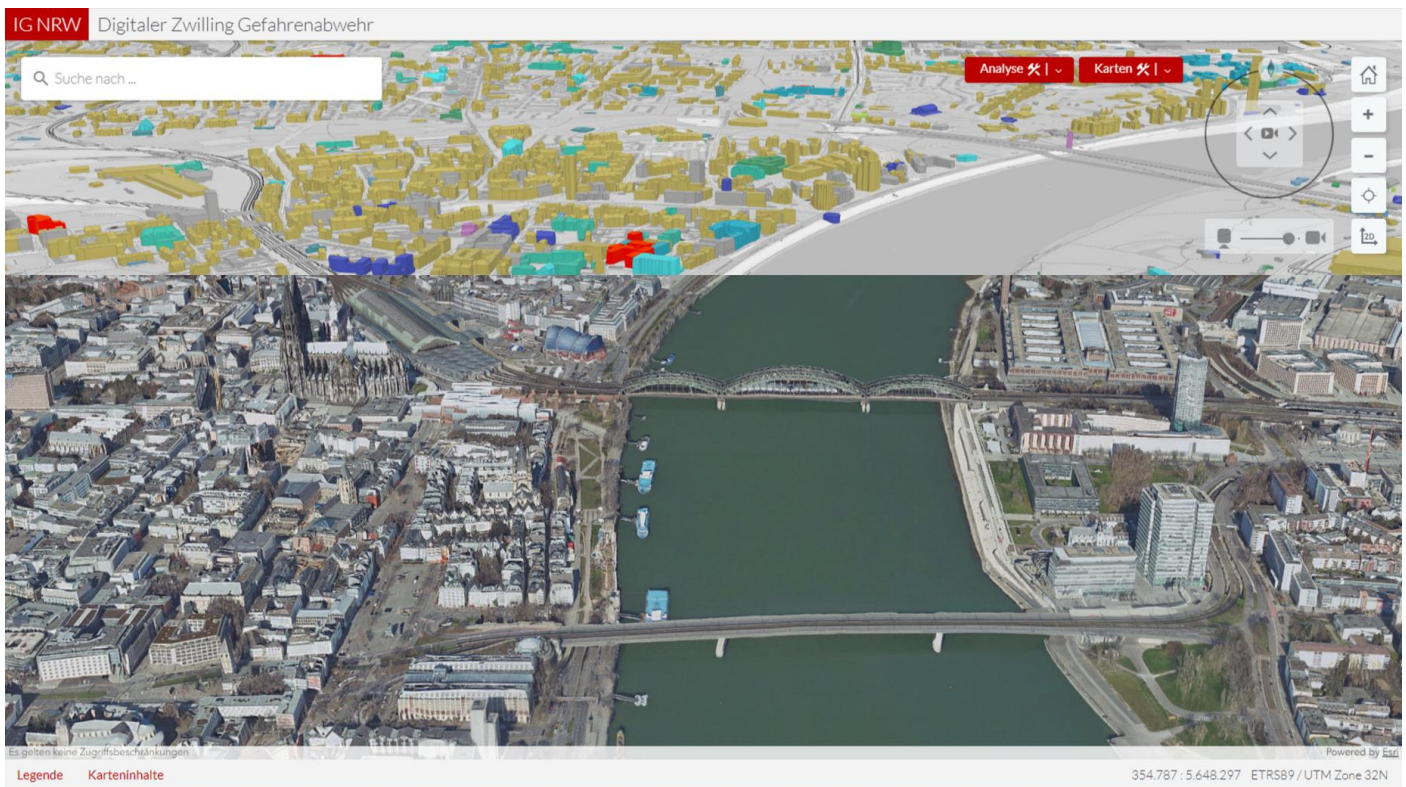 IG NRW Digitaler Zwilling Gefahrenabwehr
Suche nach ...
Analyse
Karten
2D
Es gelten keine Zugriffsbeschränkungen
Powered by Esri
Legende Karteninhalte
354.787 : 5.648.297 ETRS89 / UTM Zone 32N